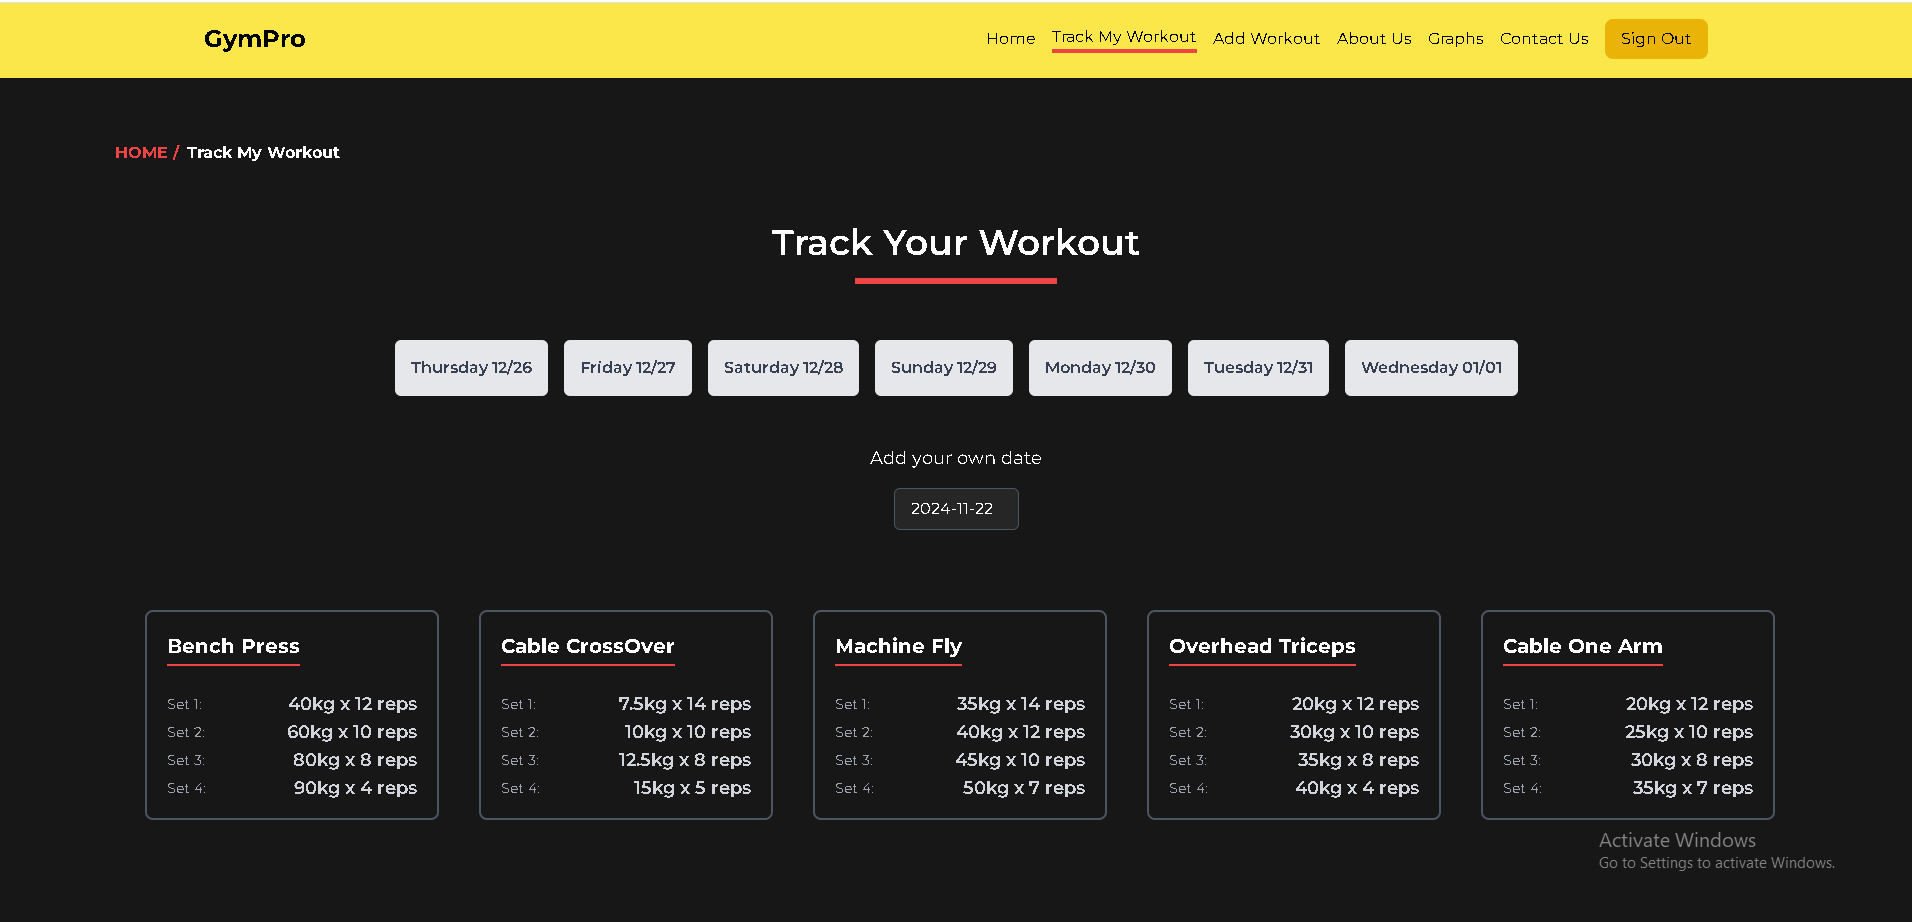 GymPro
Home Track My Workout Add Workout About Us Graphs Contact Us Sign Out
HOME / Track My Workout
Track Your Workout
Thursday 12/26 Friday 12/27 Saturday 12/28 Sunday 12/29 Monday 12/30 Tuesday 12/31 Wednesday 01/01
Add your own date
2024-11-22
Bench Press
Set 1: 40kg x 12 reps
Set 2: 60kg x 10 reps
Set 3: 80kg x 8 reps
Set 4: 90kg x 4 reps
Cable CrossOver
Set 1: 7.5kg x 14 reps
Set 2: 10kg x 10 reps
Set 3: 12.5kg x 8 reps
Set 4: 15kg x 5 reps
Machine Fly
Set 1: 35kg x 14 reps
Set 2: 40kg x 12 reps
Set 3: 45kg x 10 reps
Set 4: 50kg x 7 reps
Overhead Triceps
Set 1: 20kg x 12 reps
Set 2: 30kg x 10 reps
Set 3: 35kg x 8 reps
Set 4: 40kg x 4 reps
Cable One Arm
Set 1: 20kg x 12 reps
Set 2: 25kg x 10 reps
Set 3: 30kg x 8 reps
Set 4: 35kg x 7 reps
Activate Windows
Go to Settings to activate Windows.